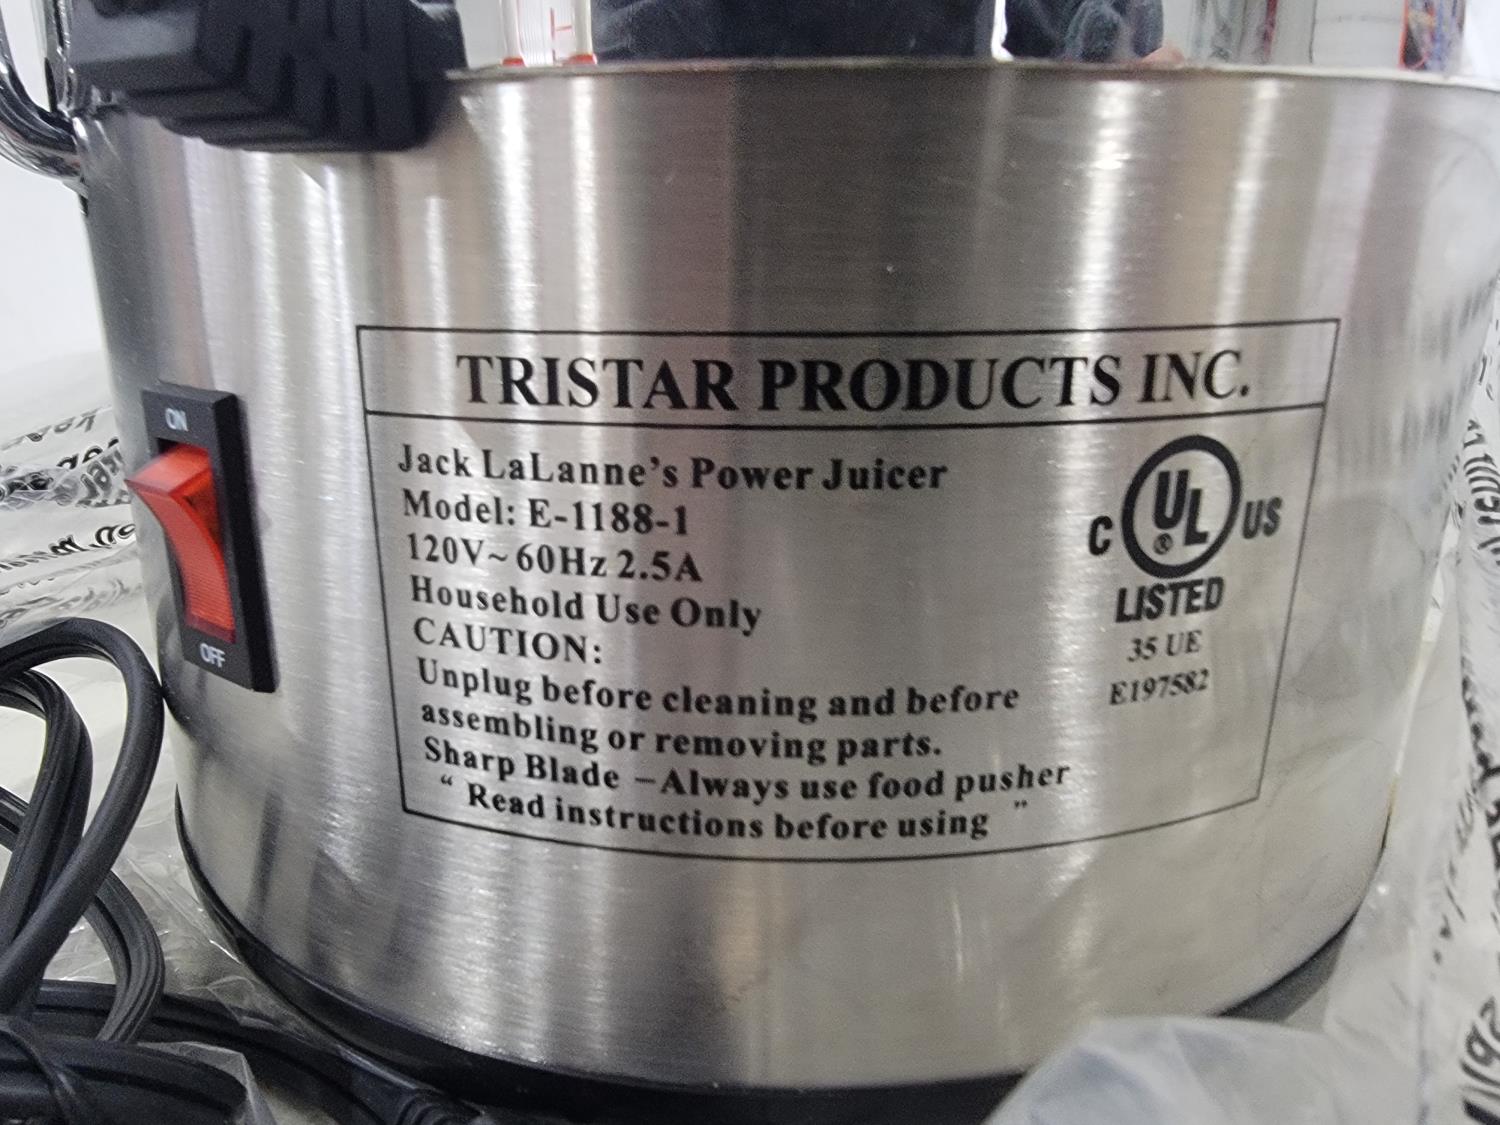 ON
OFF
TRISTAR PRODUCTS INC.
Jack LaLanne's Power Juicer
Model: E-1188-1
120V~ 60Hz 2.5A
Household Use Only
CAUTION:
Unplug before cleaning and before
assembling or removing parts.
Sharp Blade –Always use food pusher
“ Read instructions before using ”
C UL ® US
LISTED
35 UE
E197582